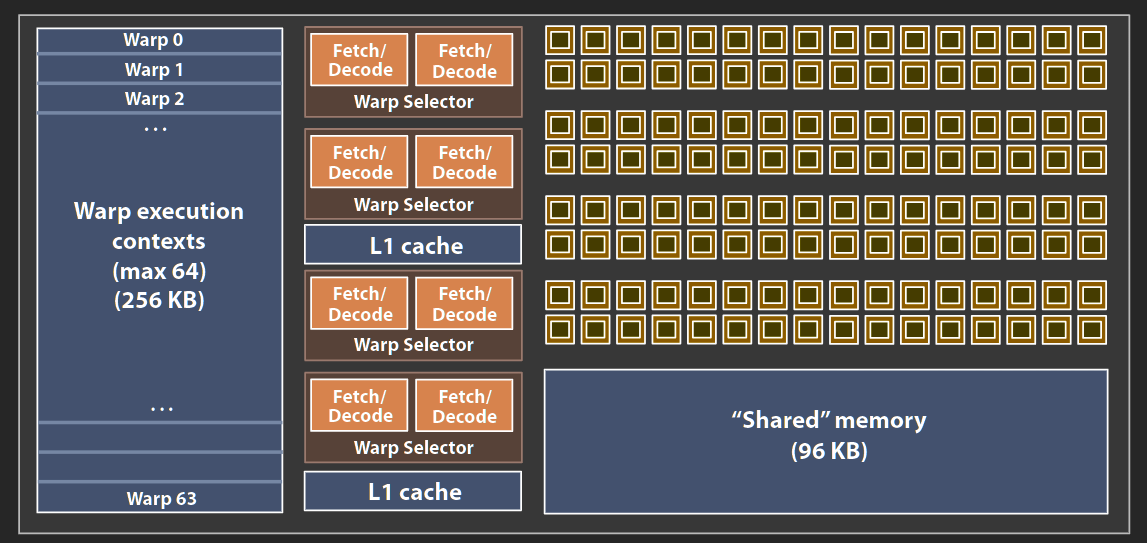 Warp 0
Warp 1
Warp 2
...
Warp execution
contexts
(max 64)
(256 KB)
...
Warp 63
Fetch/
Decode
Fetch/
Decode
Warp Selector
Fetch/
Decode
Fetch/
Decode
Warp Selector
L1 cache
Fetch/
Decode
Fetch/
Decode
Warp Selector
Fetch/
Decode
Fetch/
Decode
Warp Selector
L1 cache
“Shared” memory
(96 KB)